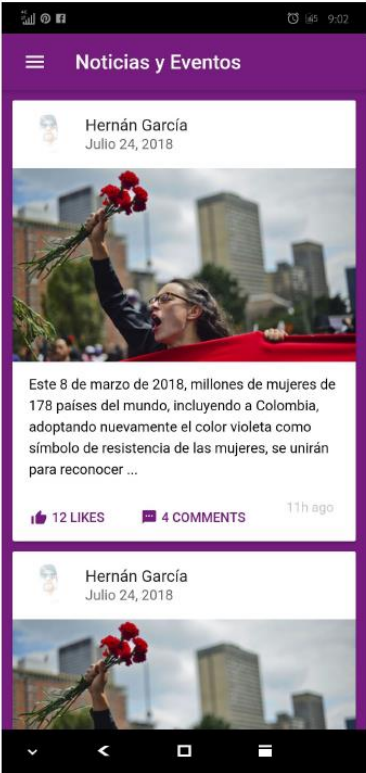 9:02
Noticias y Eventos
Hernán García
Julio 24, 2018
Este 8 de marzo de 2018, millones de mujeres de
178 países del mundo, incluyendo a Colombia,
adoptando nuevamente el color violeta como
símbolo de resistencia de las mujeres, se unirán
para reconocer ...
12 LIKES
4 COMMENTS
11h ago
Hernán García
Julio 24, 2018